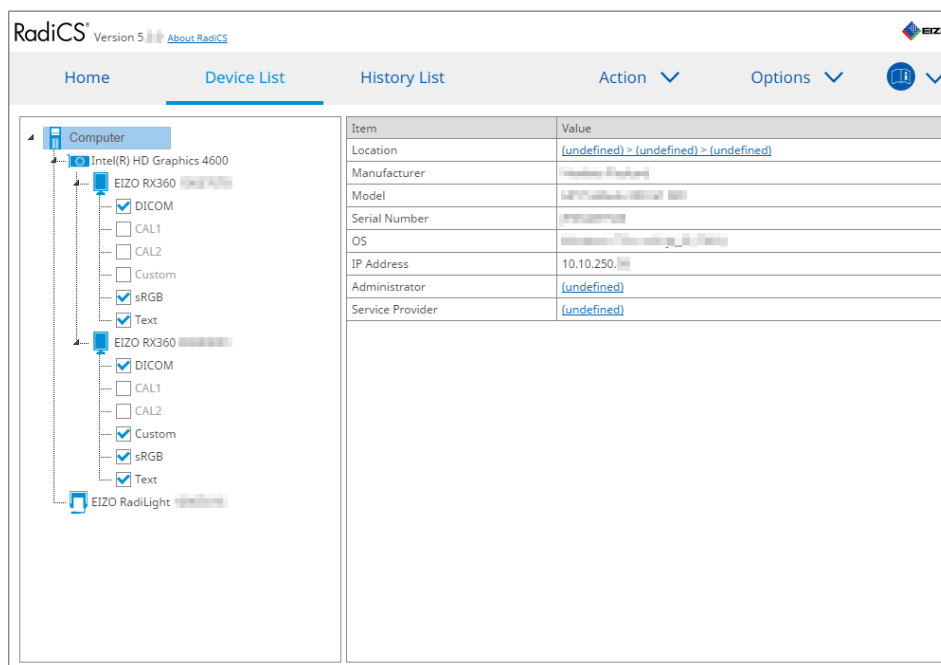 RadiCS® Version 5. About RadiCS
EIZ
Home Device List History List Action Options
Computer
Intel(R) HD Graphics 4600
EIZO RX360
DICOM
CAL1
CAL2
Custom
sRGB
Text
EIZO RX360
DICOM
CAL1
CAL2
Custom
sRGB
Text
EIZO RadiLight
Item Value
Location (undefined) > (undefined) > (undefined)
Manufacturer
Model
Serial Number
OS
IP Address 10.10.250.
Administrator (undefined)
Service Provider (undefined)